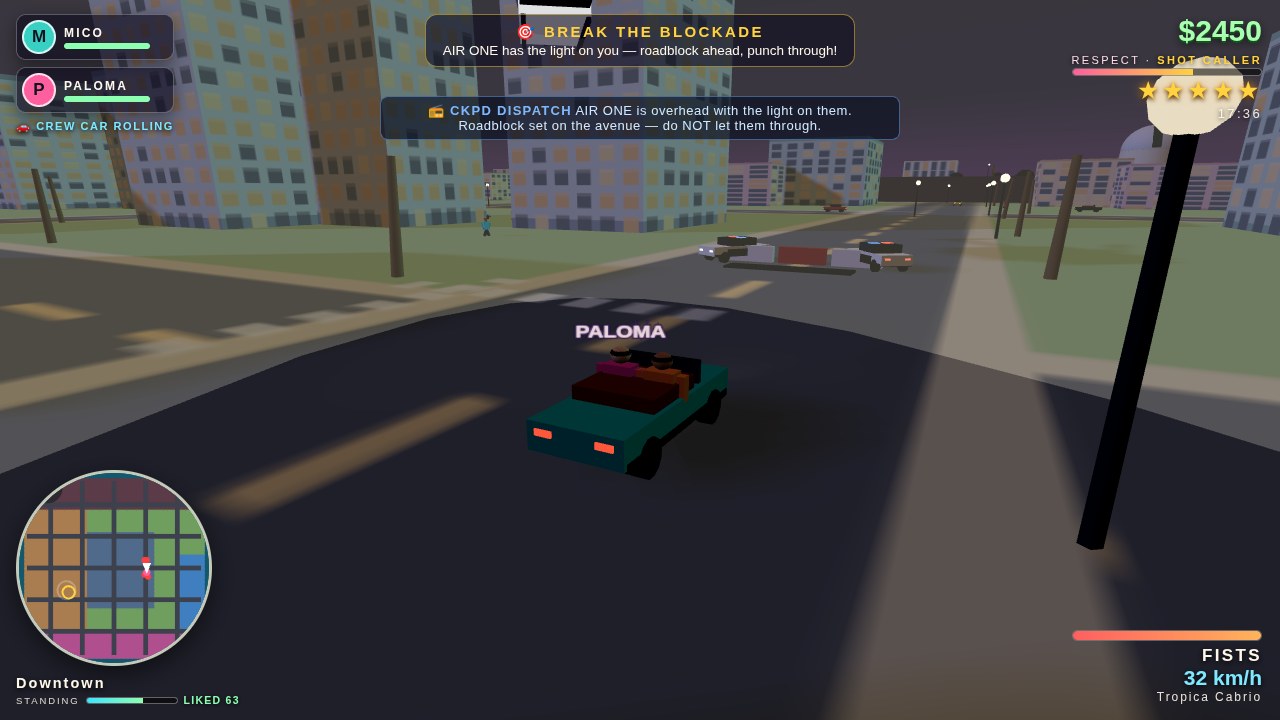 M MICO
P PALOMA
CREW CAR ROLLING
BREAK THE BLOCKADE
AIR ONE has the light on you — roadblock ahead, punch through!
CKPD DISPATCH AIR ONE is overhead with the light on them.
Roadblock set on the avenue — do NOT let them through.
$2450
RESPECT · SHOT CALLER
17:36
PALOMA
Downtown
STANDING LIKED 63
FISTS
32 km/h
Tropica Cabrio